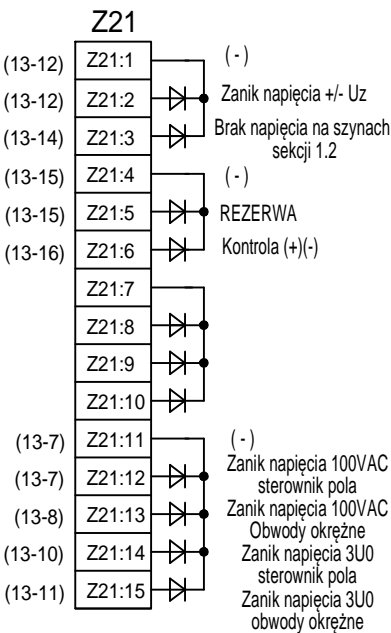 Z21
(13-12) Z21:1 (-)
(13-12) Z21:2 Zanik napięcia +/- Uz
(13-14) Z21:3 Brak napięcia na szynach
sekcji 1.2
(13-15) Z21:4 (-)
(13-15) Z21:5 REZERWA
(13-16) Z21:6 Kontrola (+)(-)
Z21:7
Z21:8
Z21:9
Z21:10
(13-7) Z21:11 (-)
(13-7) Z21:12 Zanik napięcia 100VAC
sterownik pola
(13-8) Z21:13 Zanik napięcia 100VAC
Obwody okrężne
(13-10) Z21:14 Zanik napięcia 3U0
sterownik pola
(13-11) Z21:15 Zanik napięcia 3U0
obwody okrężne